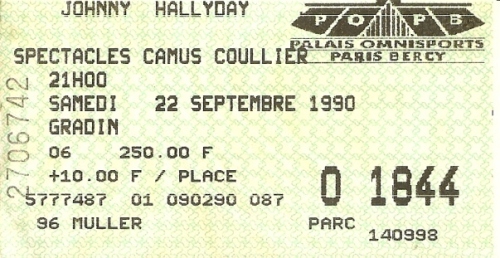 JOHNNY HALLYDAY
POPB
PALAIS OMNISPORTS
PARIS BERCY
SPECTACLES CAMUS COULLIER
21H00
SAMEDI 22 SEPTEMBRE 1990
GRADIN
06 250.00 F
+10.00 F / PLACE
5777487 01 090290 087
96 MULLER
0 1844
PARC
140998
2706742